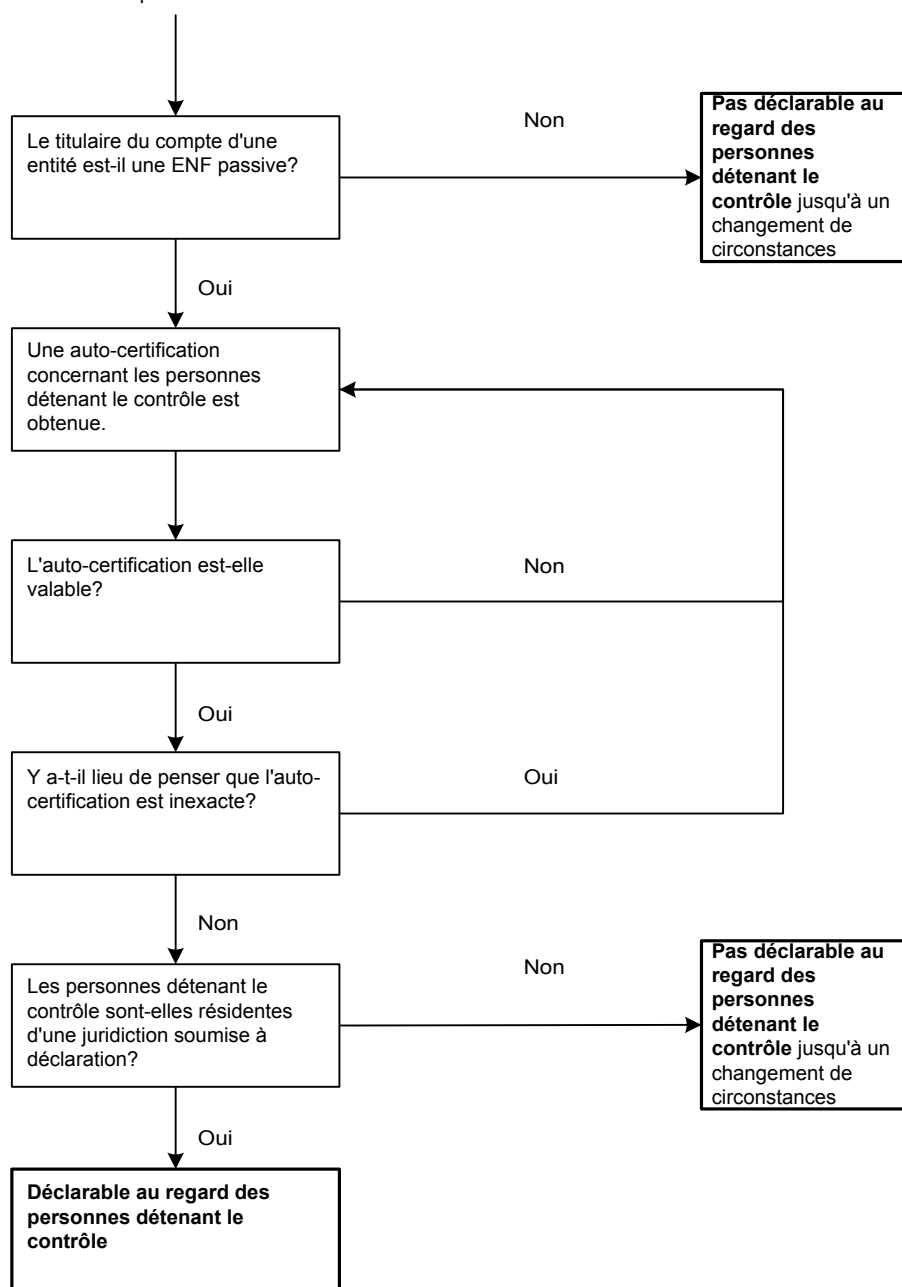 Non
Pas déclarable au
regard des
personnes
détenant le
contrôle jusqu'à un
changement de
circonstances
Le titulaire du compte d'une
entité est-il une ENF passive?
Oui
Une auto-certification
concernant les personnes
détenant le contrôle est
obtenue.
L'auto-certification est-elle
valable?
Non
Oui
Y a-t-il lieu de penser que l'auto-
certification est inexacte?
Oui
Non
Les personnes détenant le
contrôle sont-elles résidentes
d'une juridiction soumise à
déclaration?
Non
Pas déclarable au
regard des
personnes
détenant le
contrôle jusqu'à un
changement de
circonstances
Oui
Déclarable au regard des
personnes détenant le
contrôle